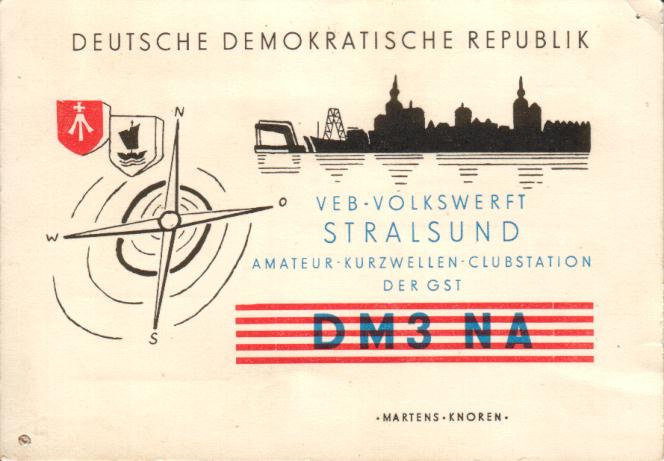 DEUTSCHE DEMOKRATISCHE REPUBLIK
N
O
W
S
VEB-VOLKSWERFT
STRALSUND
AMATEUR-KURZWELLEN-CLUBSTATION
DER GST
DM3 NA
·MARTENS·KNOREN·